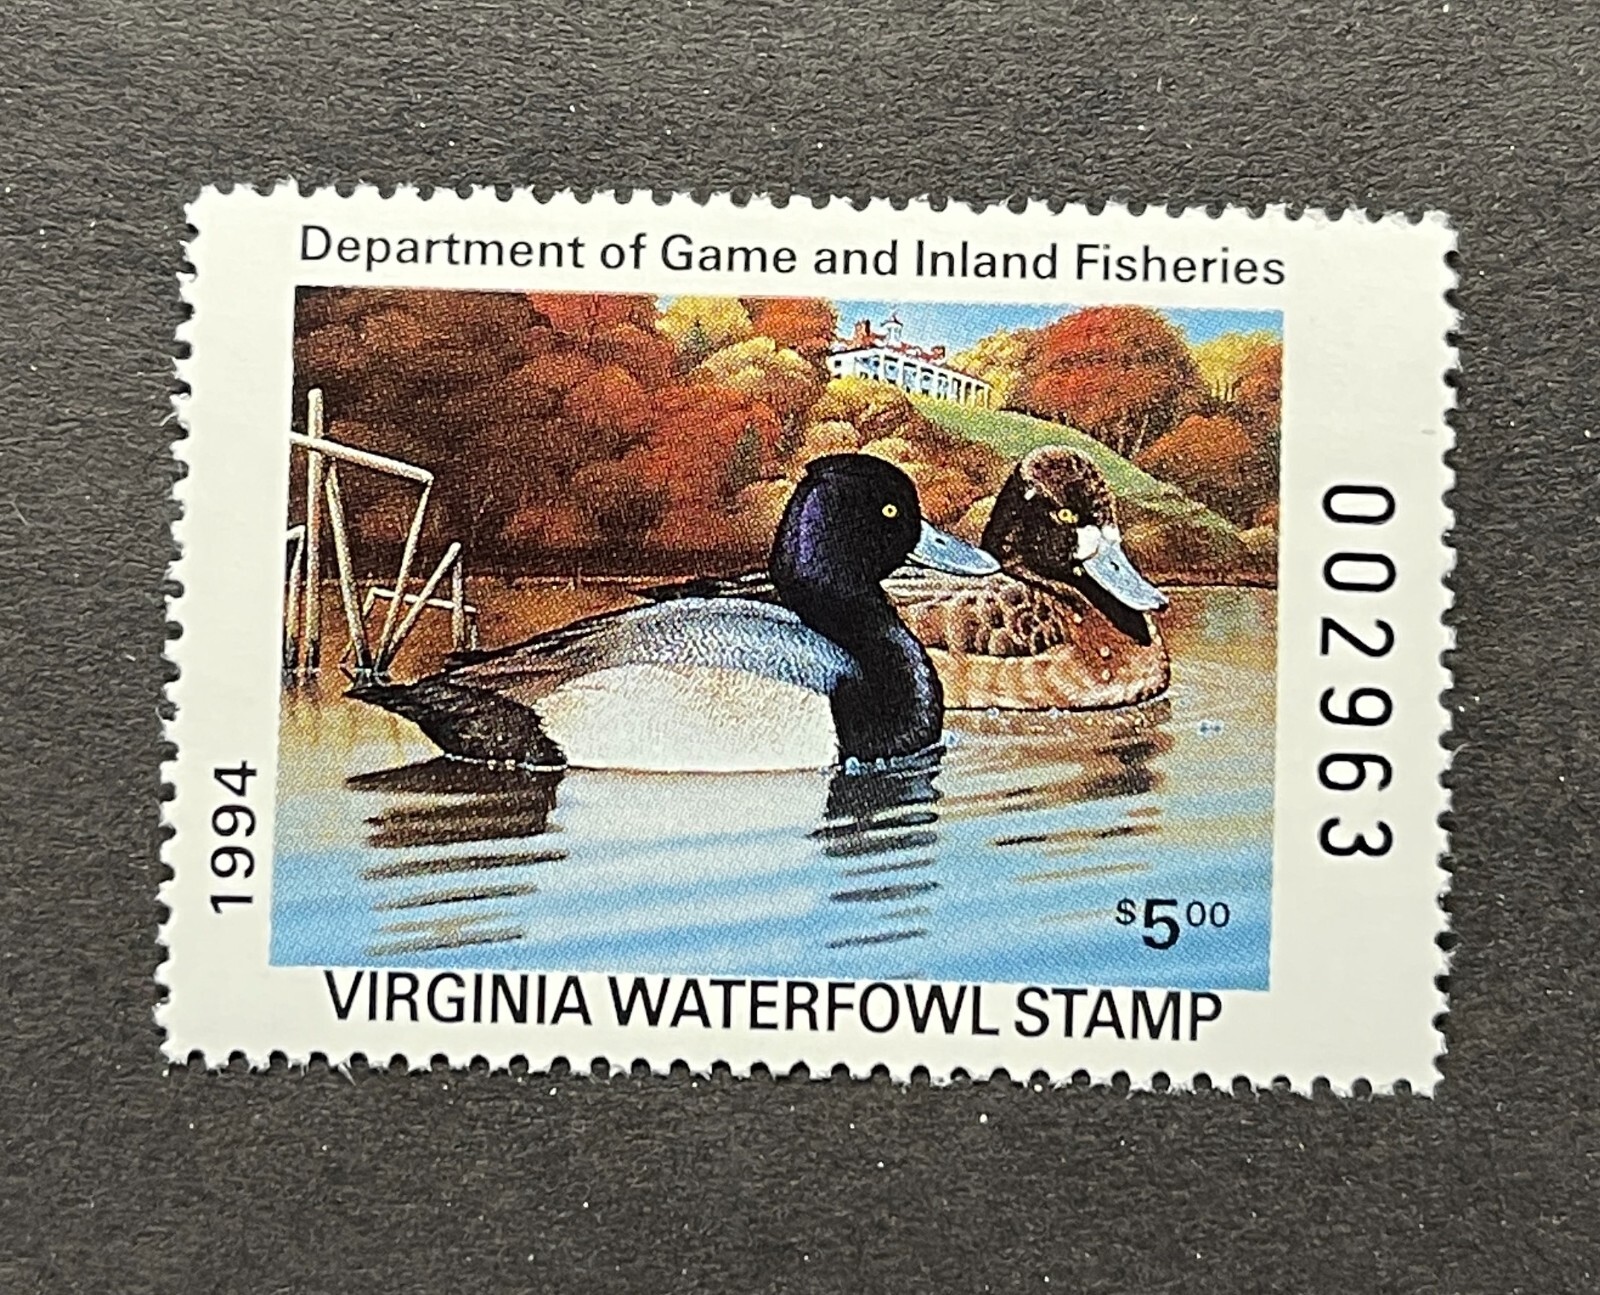 Department of Game and Inland Fisheries
1994
002963
$5.00
VIRGINIA WATERFOWL STAMP